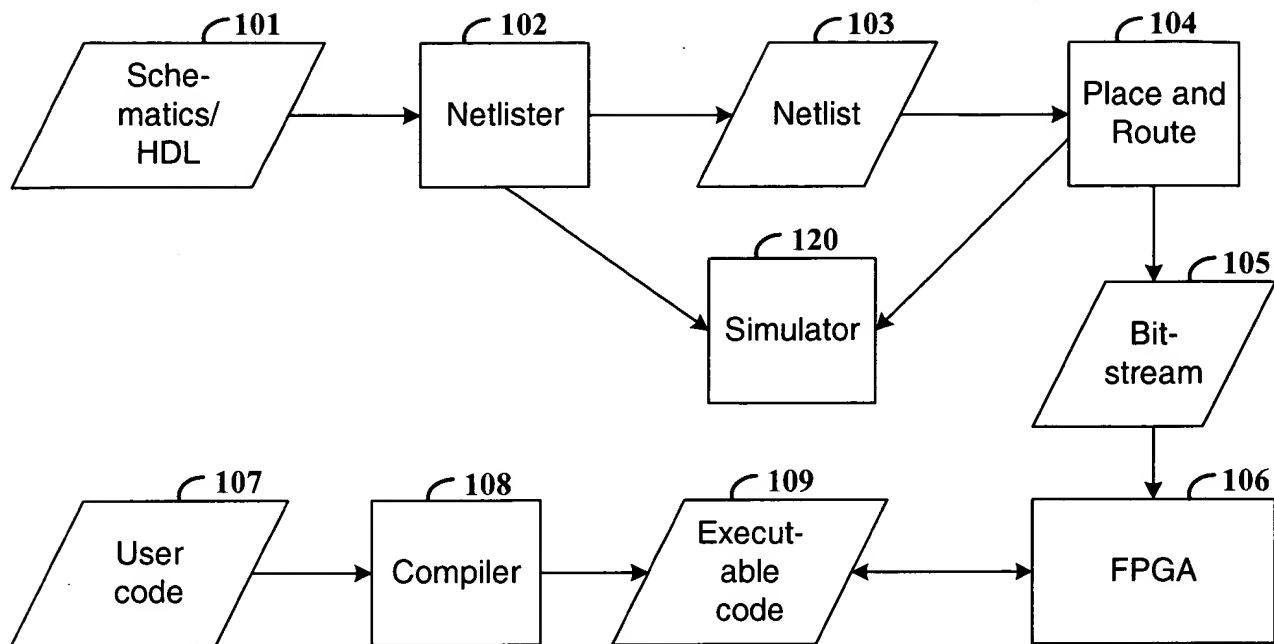 101
102
103
104
Sche-
matics/
HDL
Netlister
Netlist
Place and
Route
120
Simulator
105
Bit-
stream
107
108
109
106
User
code
Compiler
Execut-
able
code
FPGA